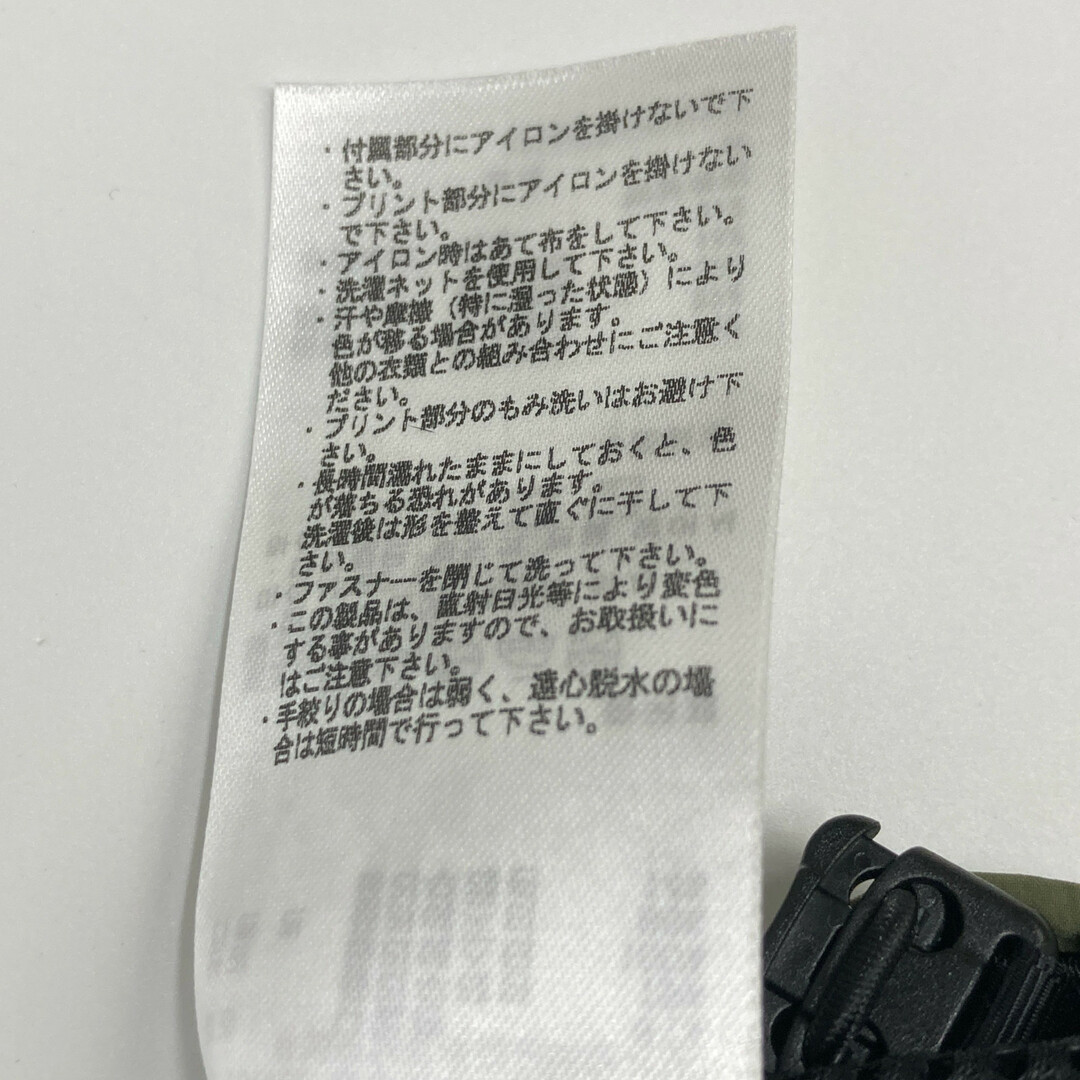 ・付属部分にアイロンを掛けないで下
さい。
・プリント部分にアイロンを掛けない
で下さい。
・アイロン時はあて布をして下さい。
・洗濯ネットを使用して下さい。
・汗や摩擦（特に湿った状態）により
色が移る場合があります。
他の衣類との組み合わせにご注意く
ださい。
・プリント部分のもみ洗いはお避け下
さい。
・長時間濡れたままにしておくと、色
が落ちる恐れがあります。
洗濯後は形を整えて直ぐに干して下
さい。
・ファスナーを閉じて洗って下さい。
・この製品は、直射日光等により変色
する事がありますので、お取扱いに
はご注意下さい。
・手絞りの場合は弱く、遠心脱水の場
合は短時間で行って下さい。